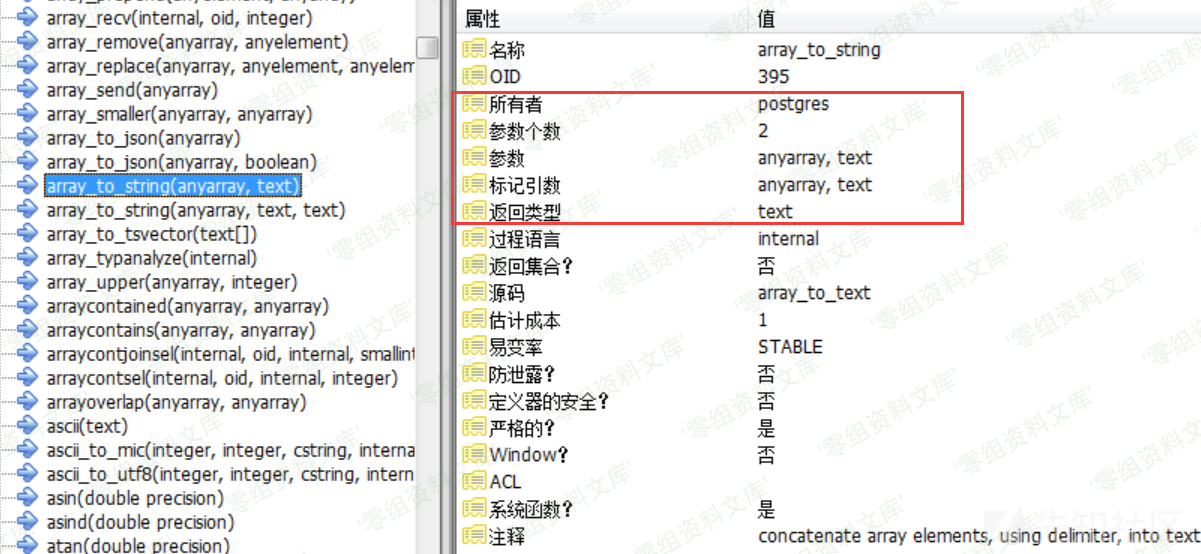 array_recv(internal, oid, integer)
array_remove(anyarray, anyelement)
array_replace(anyarray, anyelement, anyelem
array_send(anyarray)
array_smaller(anyarray, anyarray)
array_to_json(anyarray)
array_to_json(anyarray, boolean)
array_to_string(anyarray, text)
array_to_string(anyarray, text, text)
array_to_tsvector(text[])
array_typanalyze(internal)
array_upper(anyarray, integer)
arraycontained(anyarray, anyarray)
arraycontains(anyarray, anyarray)
arraycontjoinsel(internal, oid, internal, smallint
arraycontsel(internal, oid, internal, integer)
arrayoverlap(anyarray, anyarray)
ascii(text)
ascii_to_mic(integer, integer, cstring, interna
ascii_to_utf8(integer, integer, cstring, intern
asin(double precision)
asind(double precision)
atan(double precision)
属性 值
名称 array_to_string
OID 395
所有者 postgres
参数个数 2
参数 anyarray, text
标记引数 anyarray, text
返回类型 text
过程语言 internal
返回集合? 否
源码 array_to_text
估计成本 1
易变率 STABLE
防泄露? 否
定义器的安全? 否
严格的? 是
Window? 否
ACL
系统函数? 是
注释 concatenate array elements, using delimiter, into text
零组资料文库